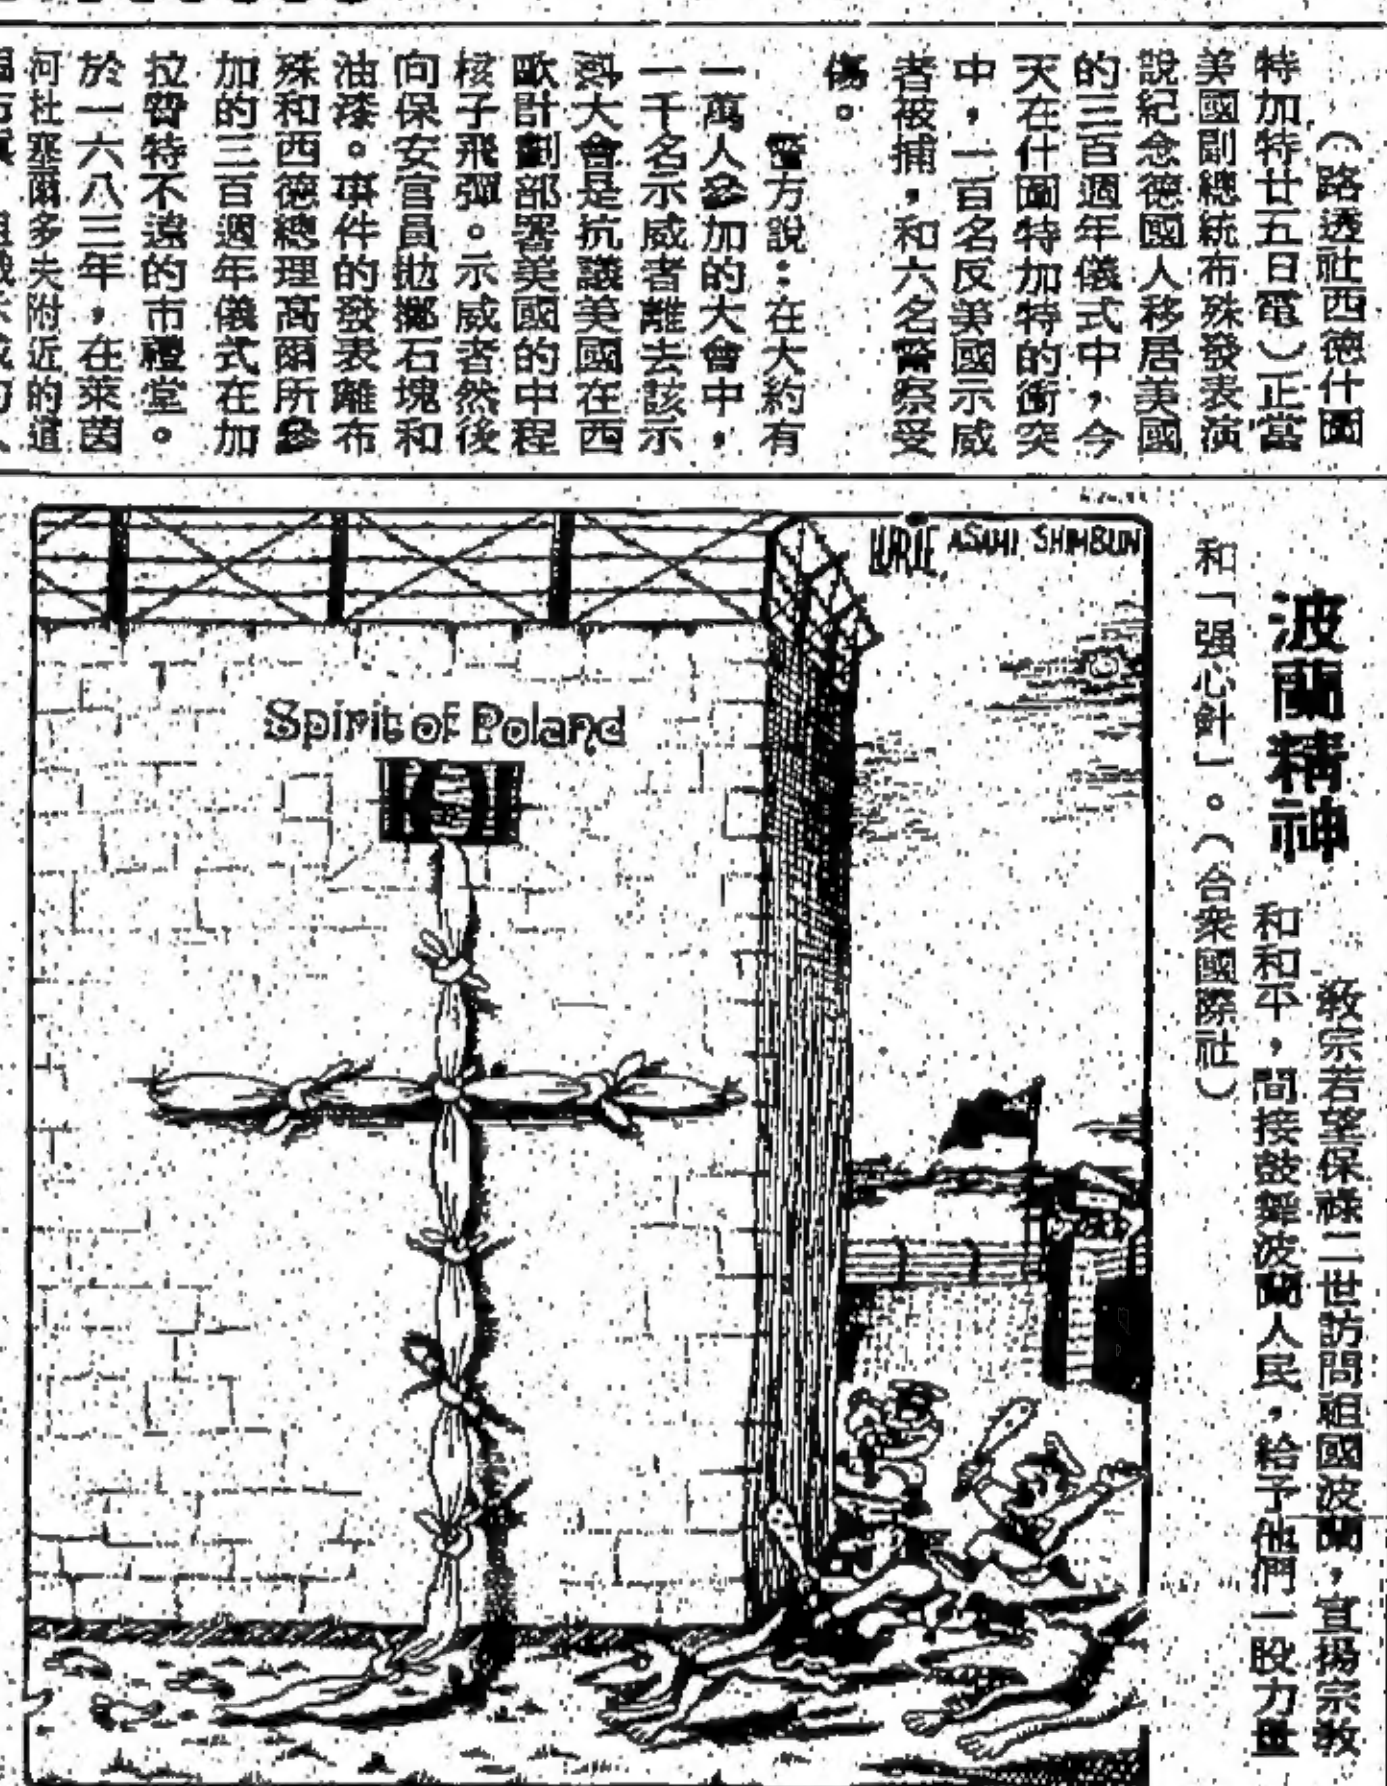 （路透社西德什圖
特加特廿五日電）正當
美國副總統布殊發表演
說紀念德國人移居美國
的三百週年儀式中，今
天在什圖特加特的衝突
中，一百名反美國示威
者被捕，和六名警察受
傷。
警方說：在大約有
一萬人參加的大會中，
一千名示威者離去該示
威大會是抗議美國在西
歐計劃部署美國的中程
核子飛彈。示威者然後
向保安官員拋擲石塊和
油漆。事件的發表離布
殊和西德總理高爾所參
加的三百週年儀式在加
拉賓特不遠的市禮堂。
於一六八三年，在萊茵
河杜塞爾多夫附近的道
波蘭精神
教宗若望保祿二世訪問祖國波蘭，宣揚宗教
和和平，間接鼓舞波蘭人民，給予他們一股力量
和「强心針」。（合衆國際社）
LURIE ASAHI SHIMBUN
Spirit of Poland